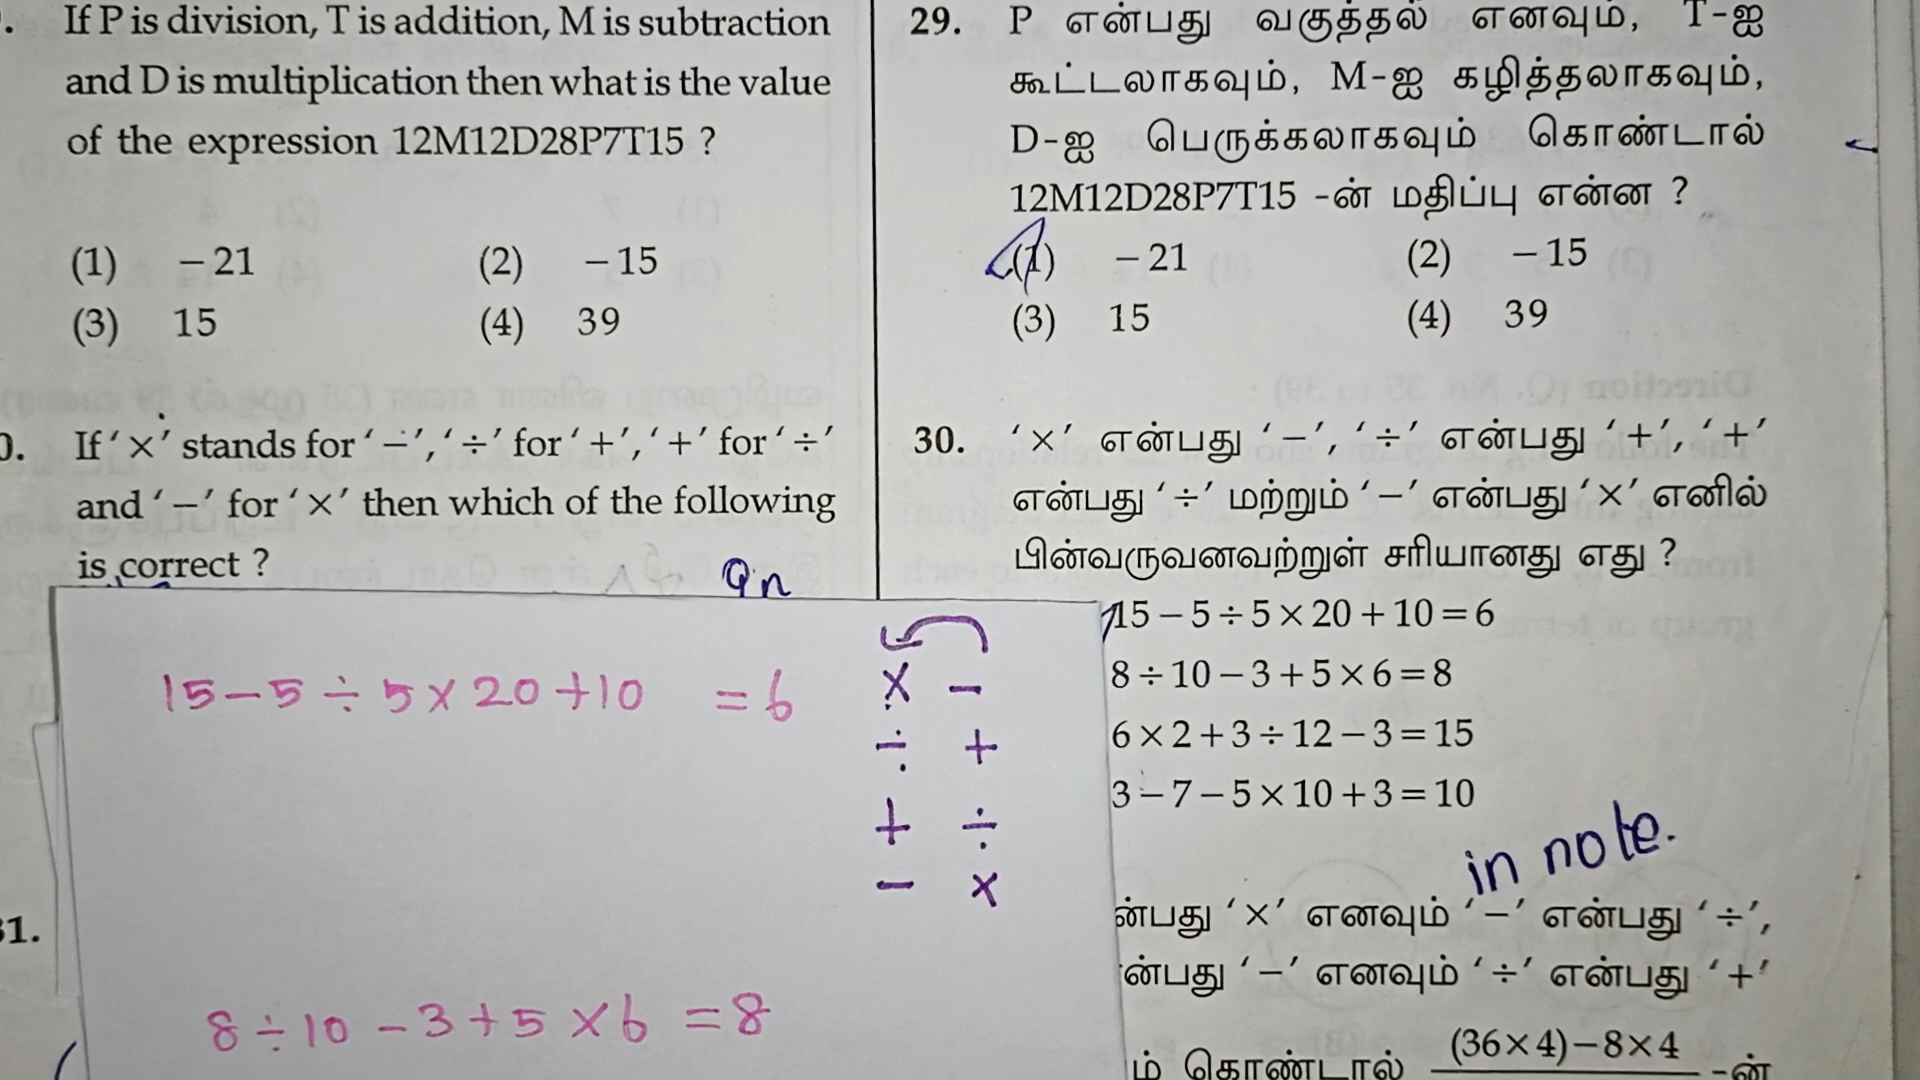 If P is division, T is addition, M is subtraction
and D is multiplication then what is the value
of the expression 12M12D28P7T15 ?
(1) – 21 (2) – 15
(3) 15 (4) 39
0. If ‘×’ stands for ‘–’, ‘÷’ for ‘+’, ‘+’ for ‘÷’
and ‘–’ for ‘×’ then which of the following
is correct ?
qn
15 – 5 ÷ 5 × 20 + 10 = 6
× –
÷ +
+ ÷
– ×
31.
8 ÷ 10 – 3 + 5 × 6 = 8
29. P என்பது வகுத்தல் எனவும், T-ஐ
கூட்டலாகவும், M-ஐ கழித்தலாகவும்,
D-ஐ பெருக்கலாகவும் கொண்டால்
12M12D28P7T15 -ன் மதிப்பு என்ன ?
(1) – 21 (2) – 15
(3) 15 (4) 39
30. ‘×’ என்பது ‘–’, ‘÷’ என்பது ‘+’, ‘+’
என்பது ‘÷’ மற்றும் ‘–’ என்பது ‘×’ எனில்
பின்வருவனவற்றுள் சரியானது எது ?
15 – 5 ÷ 5 × 20 + 10 = 6
8 ÷ 10 – 3 + 5 × 6 = 8
6 × 2 + 3 ÷ 12 – 3 = 15
3 – 7 – 5 × 10 + 3 = 10
in note.
ன்பது ‘×’ எனவும் ‘–’ என்பது ‘÷’,
ன்பது ‘–’ எனவும் ‘÷’ என்பது ‘+’
ம் கொண்டால் (36×4)–8×4 -ன்